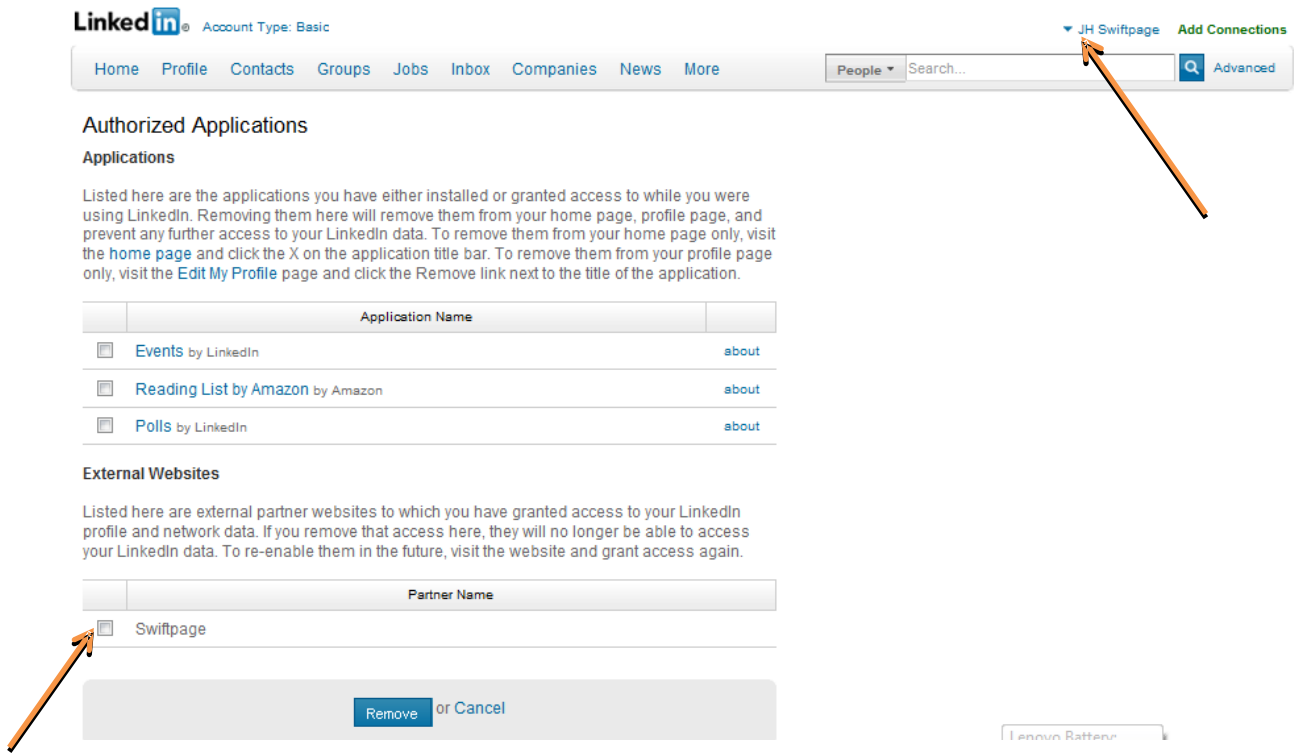 Linked in® Account Type: Basic
JH Swiftpage Add Connections
Home Profile Contacts Groups Jobs Inbox Companies News More
People Search... Advanced
Authorized Applications
Applications
Listed here are the applications you have either installed or granted access to while you were
using LinkedIn. Removing them here will remove them from your home page, profile page, and
prevent any further access to your LinkedIn data. To remove them from your home page only, visit
the home page and click the X on the application title bar. To remove them from your profile page
only, visit the Edit My Profile page and click the Remove link next to the title of the application.
Application Name
Events by LinkedIn about
Reading List by Amazon by Amazon about
Polls by LinkedIn about
External Websites
Listed here are external partner websites to which you have granted access to your LinkedIn
profile and network data. If you remove that access here, they will no longer be able to access
your LinkedIn data. To re-enable them in the future, visit the website and grant access again.
Partner Name
Swiftpage
Remove or Cancel
Lenovo